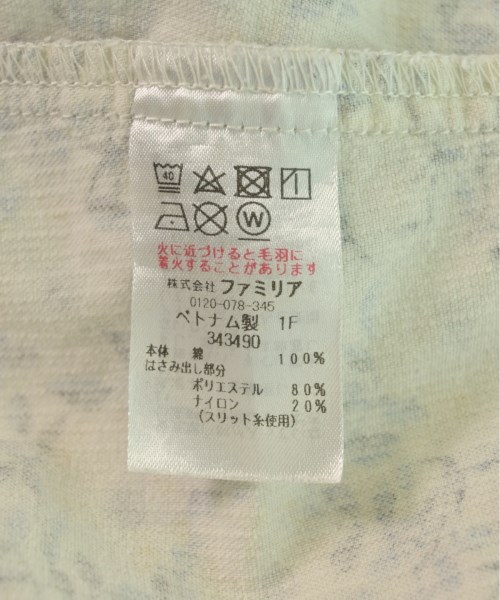 40
W
火に近づけると毛羽に
着火することがあります
株式会社 ファミリア
0120-078-345
ベトナム製 1F
343490
本体 綿 100%
はさみ出し部分
ポリエステル 80%
ナイロン 20%
(スリット糸使用)